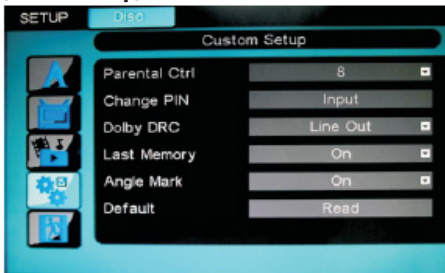 SETUP Disc
Custom Setup
Parental Ctrl 8
Change PIN Input
Dolby DRC Line Out
Last Memory On
Angle Mark On
Default Read